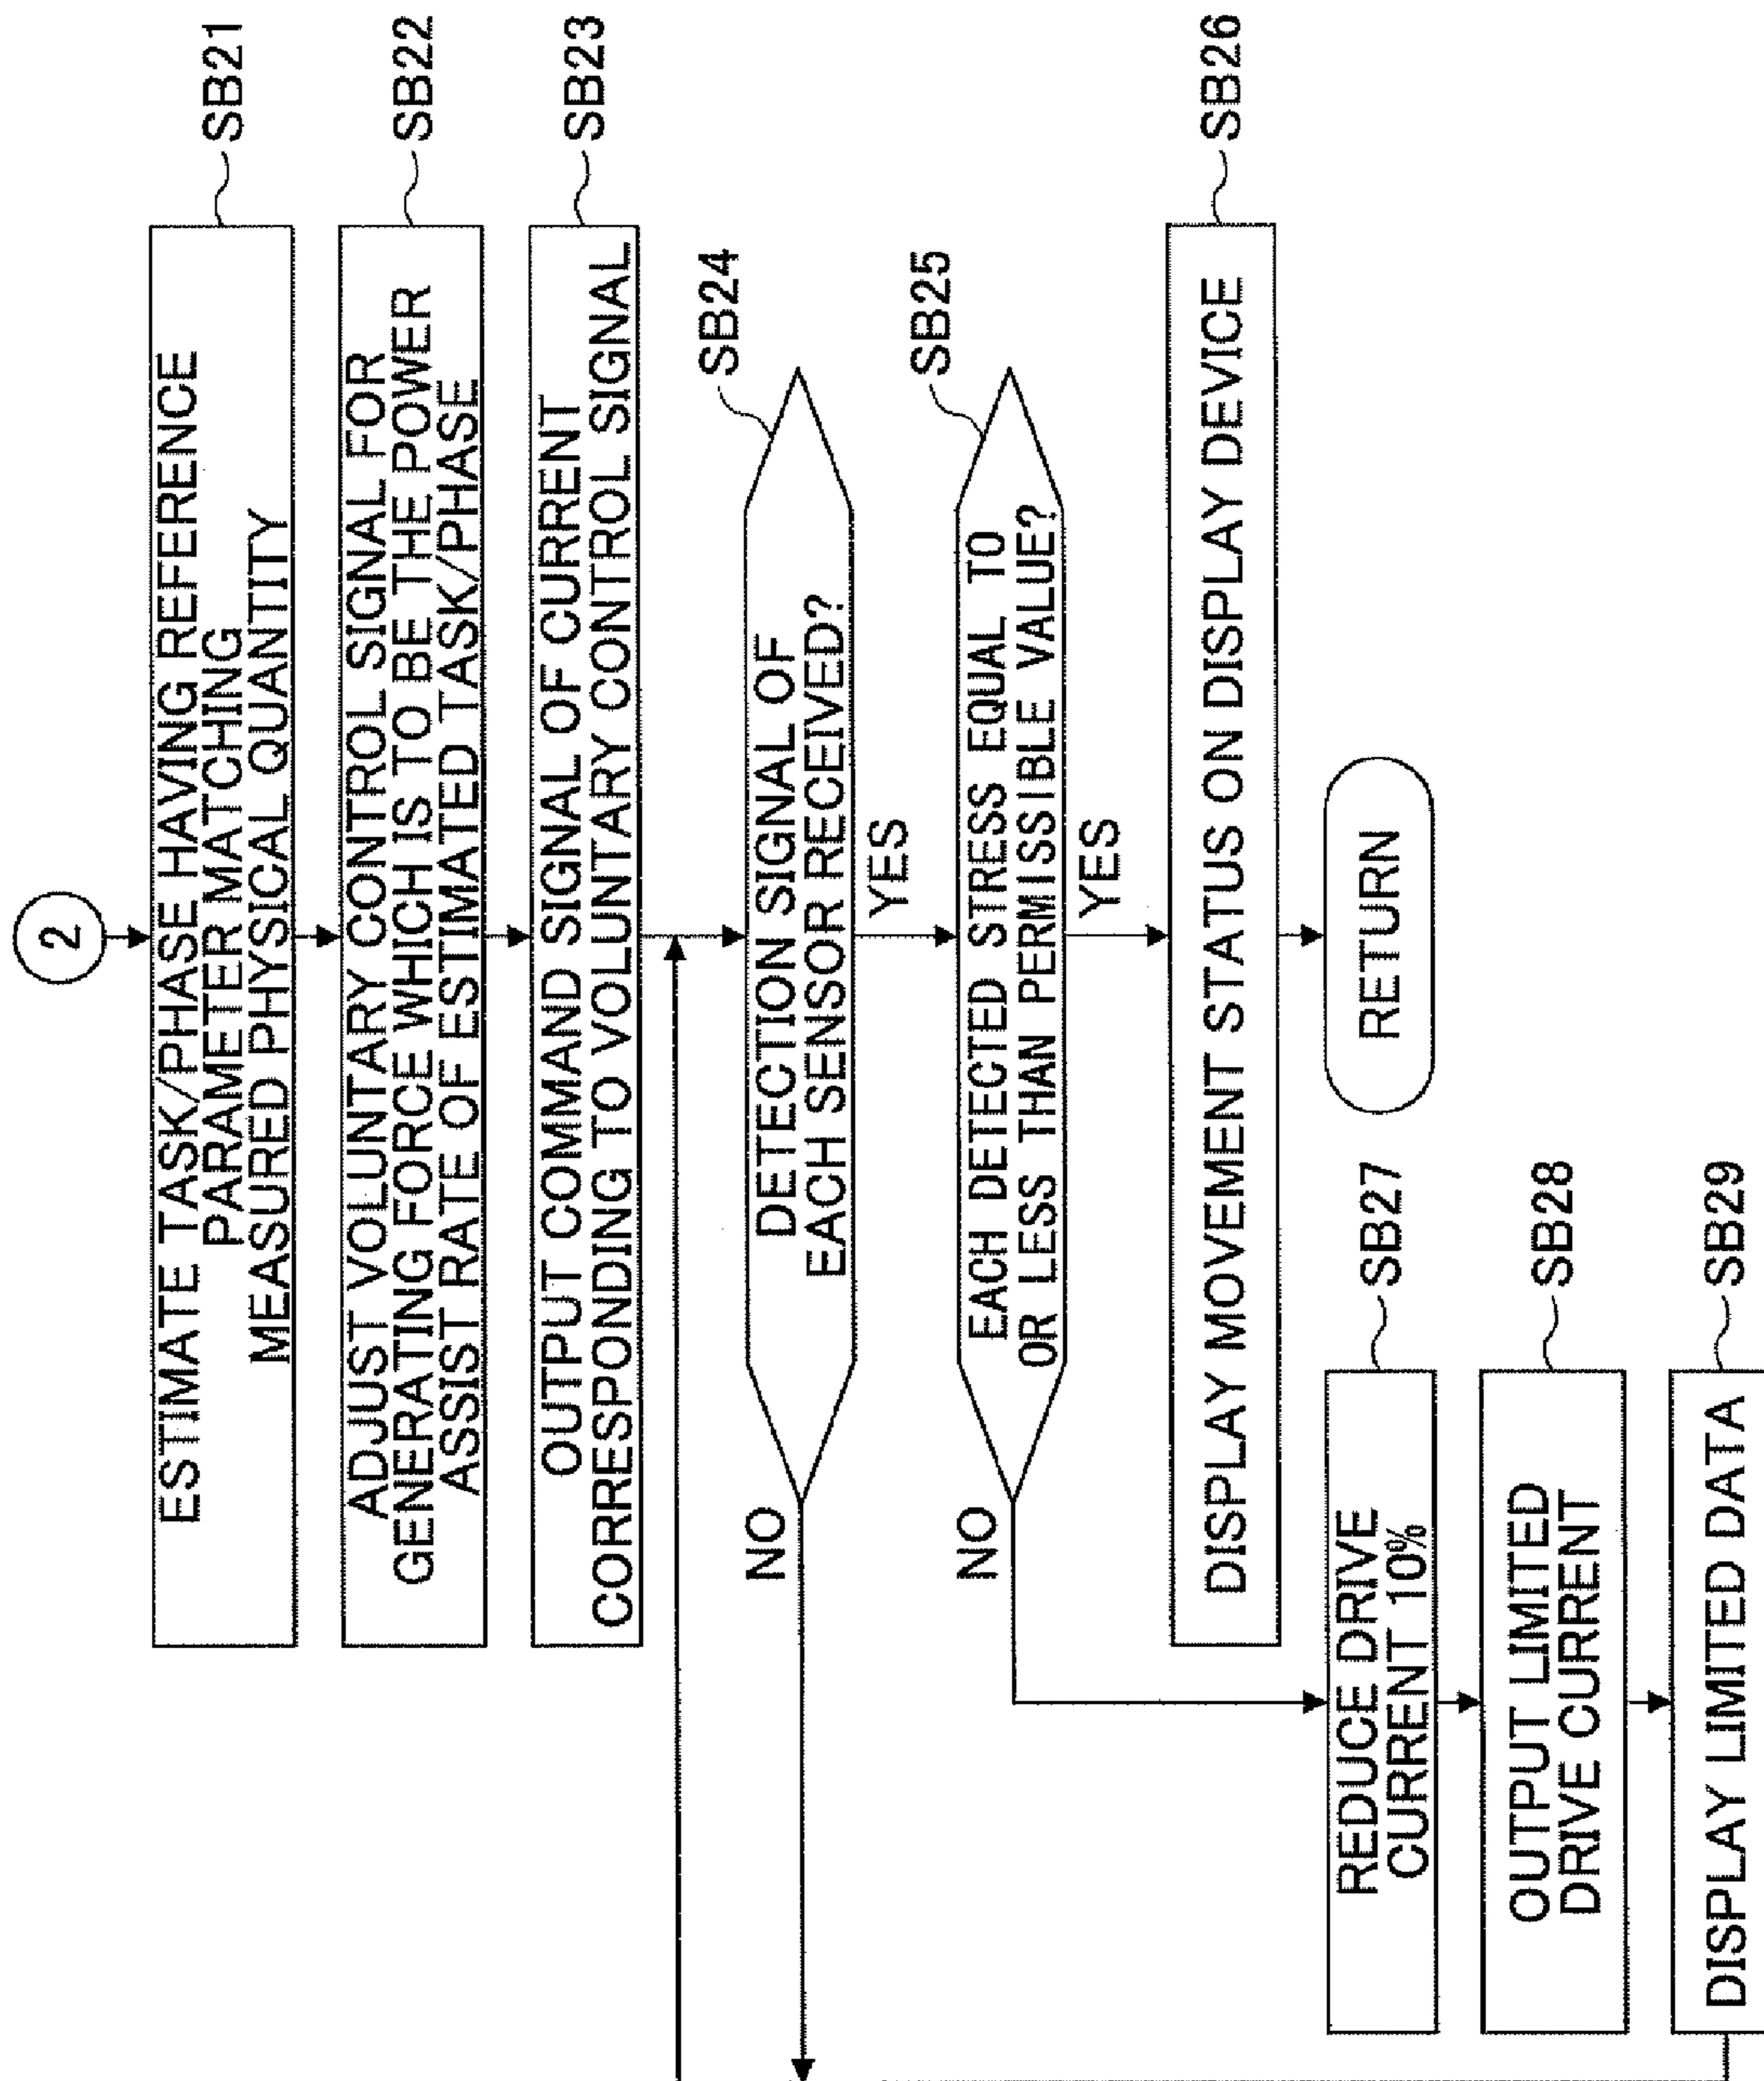 2
ESTIMATE TASK/PHASE HAVING REFERENCE
PARAMETER MATCHING
MEASURED PHYSICAL QUANTITY
SB21
ADJUST VOLUNTARY CONTROL SIGNAL FOR
GENERATING FORCE WHICH IS TO BE THE POWER
ASSIST RATE OF ESTIMATED TASK/PHASE
SB22
OUTPUT COMMAND SIGNAL OF CURRENT
CORRESPONDING TO VOLUNTARY CONTROL SIGNAL
SB23
DETECTION SIGNAL OF
EACH SENSOR RECEIVED?
SB24
NO
YES
EACH DETECTED STRESS EQUAL TO
OR LESS THAN PERMISSIBLE VALUE?
SB25
NO
YES
DISPLAY MOVEMENT STATUS ON DISPLAY DEVICE
SB26
RETURN
REDUCE DRIVE
CURRENT 10%
SB27
OUTPUT LIMITED
DRIVE CURRENT
SB28
DISPLAY LIMITED DATA
SB29